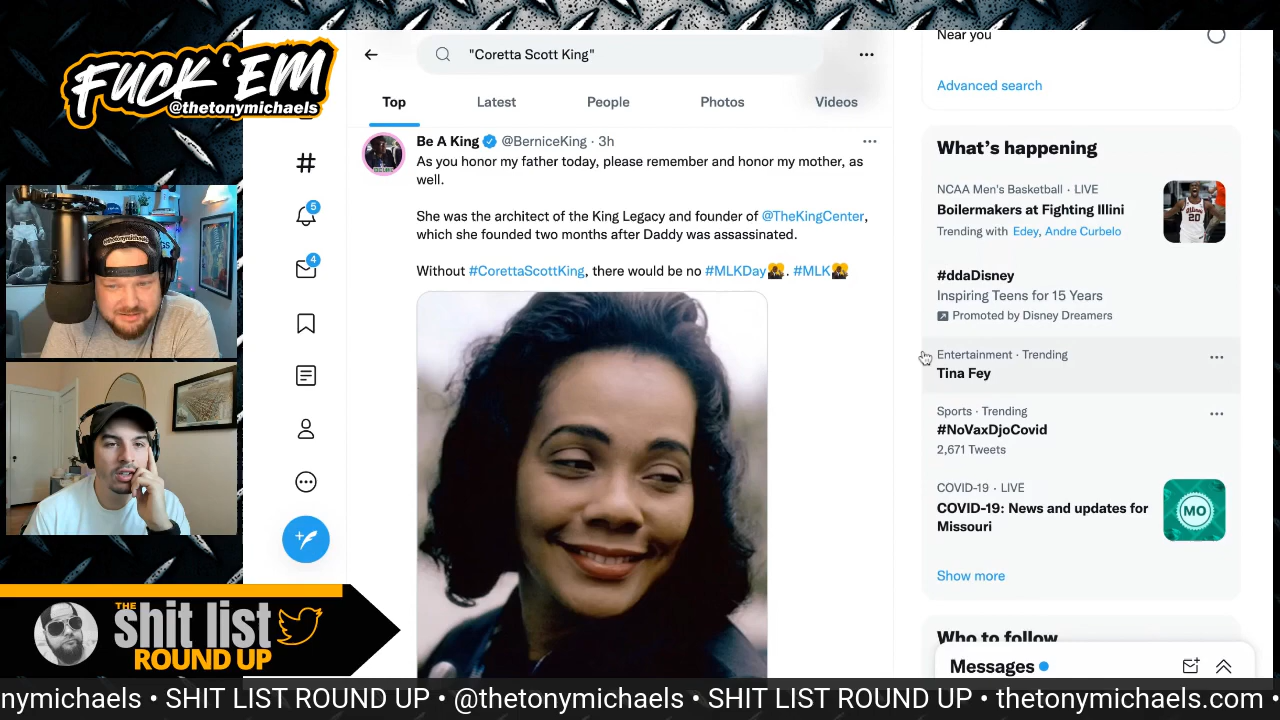 FUCK 'EM
@thetonymichaels
"Coretta Scott King"
Top
Latest
People
Photos
Videos
Be A King @BerniceKing · 3h
As you honor my father today, please remember and honor my mother, as
well.
She was the architect of the King Legacy and founder of @TheKingCenter,
which she founded two months after Daddy was assassinated.
Without #CorettaScottKing, there would be no #MLKDay. #MLK
5
4
Near you
Advanced search
What's happening
NCAA Men's Basketball · LIVE
Boilermakers at Fighting Illini
Trending with Edey, Andre Curbelo
#ddaDisney
Inspiring Teens for 15 Years
Promoted by Disney Dreamers
Entertainment · Trending
Tina Fey
Sports · Trending
#NoVaxDjoCovid
2,671 Tweets
COVID-19 · LIVE
COVID-19: News and updates for
Missouri
MO
Show more
Who to follow
Messages
THE
shit list
ROUND UP
nymichaels • SHIT LIST ROUND UP • @thetonymichaels • SHIT LIST ROUND UP • thetonymichaels.com •